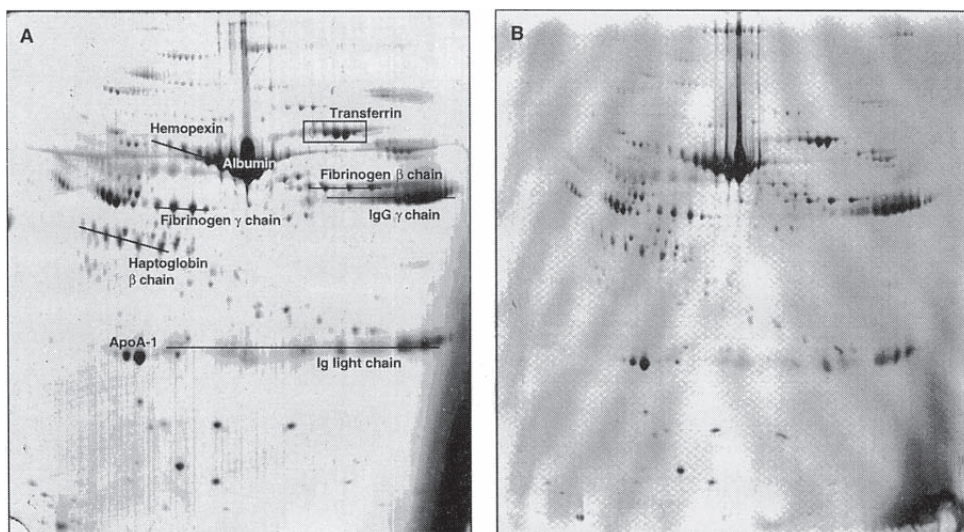 A
B
Transferrin
Hemopexin
Albumin
Fibrinogen β chain
Fibrinogen γ chain
IgG γ chain
Haptoglobin
β chain
ApoA-1
Ig light chain